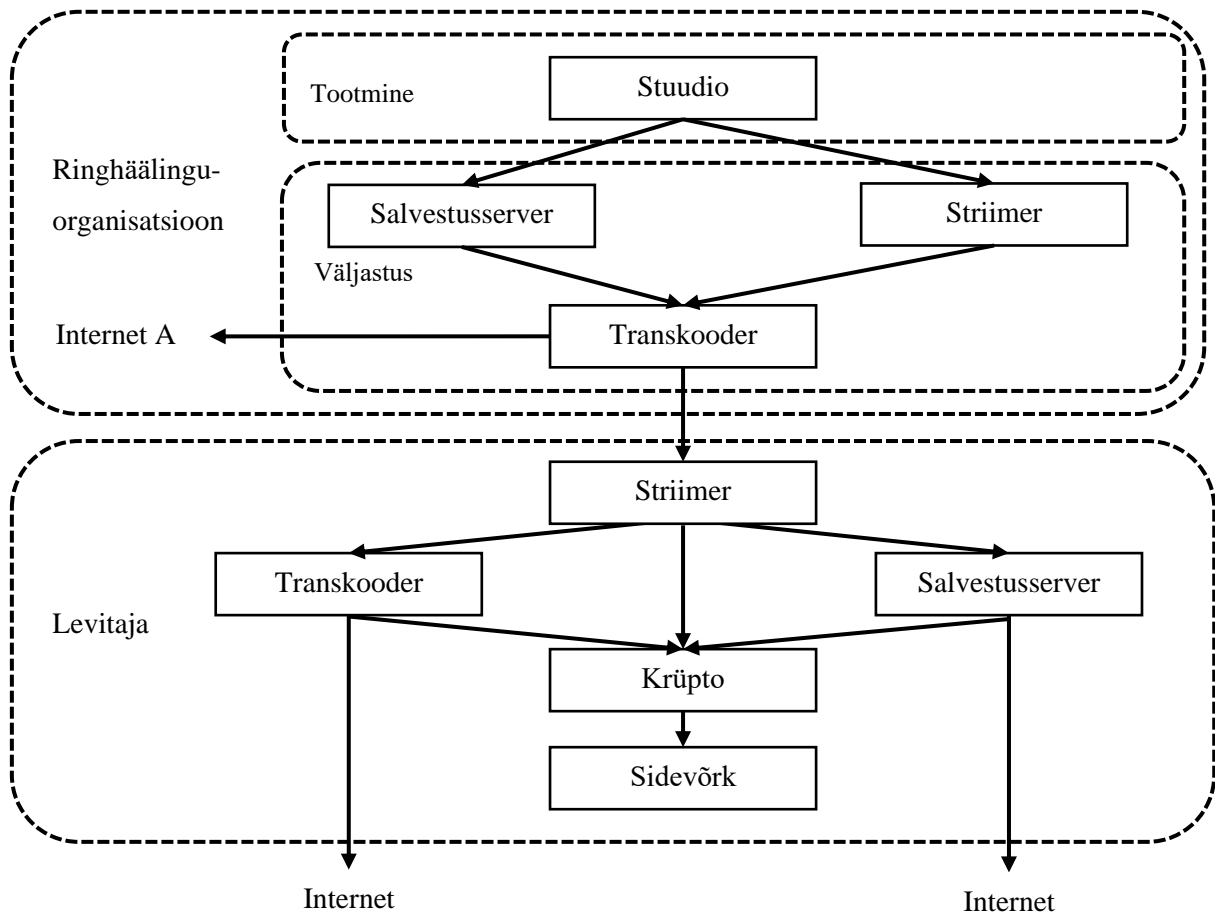 Stuudio
Tootmine
Ringhäälingu-
organisatsioon
Salvestusserver
Striimer
Väljastus
Internet A
Transkooder
Striimer
Transkooder
Salvestusserver
Levitaja
Krüpto
Sidevõrk
Internet
Internet